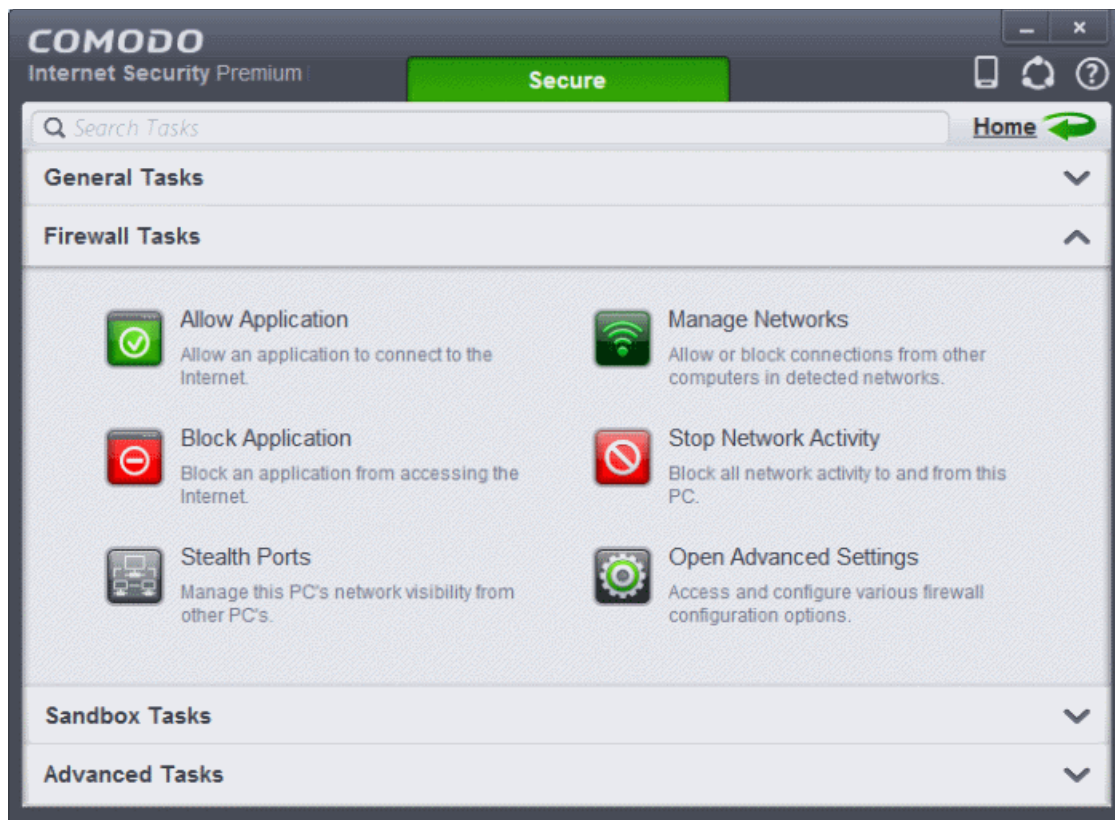 COMODO
Internet Security Premium
Secure
Search Tasks
Home
General Tasks
Firewall Tasks
Allow Application
Allow an application to connect to the
Internet.
Manage Networks
Allow or block connections from other
computers in detected networks.
Block Application
Block an application from accessing the
Internet.
Stop Network Activity
Block all network activity to and from this
PC.
Stealth Ports
Manage this PC's network visibility from
other PC's.
Open Advanced Settings
Access and configure various firewall
configuration options.
Sandbox Tasks
Advanced Tasks